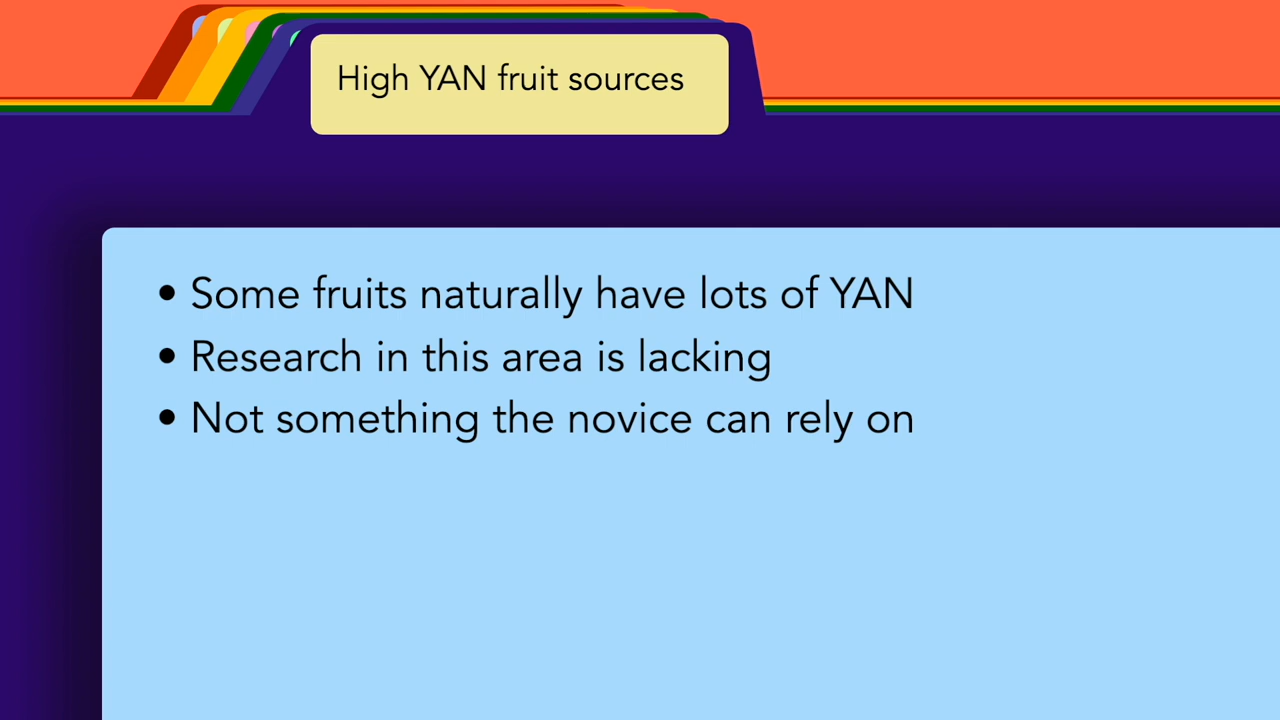 High YAN fruit sources
• Some fruits naturally have lots of YAN
• Research in this area is lacking
• Not something the novice can rely on